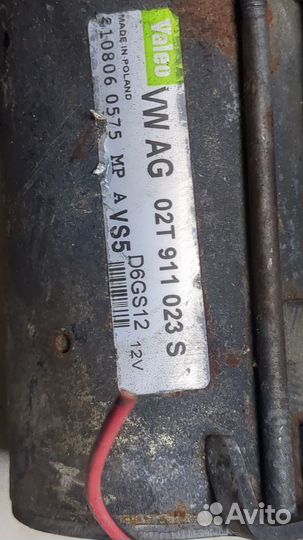 Valeo
MADE IN POLAND
VW AG 02T 911 023 S
210806 0575 MP A VS5 D6GS12 12V
Avito